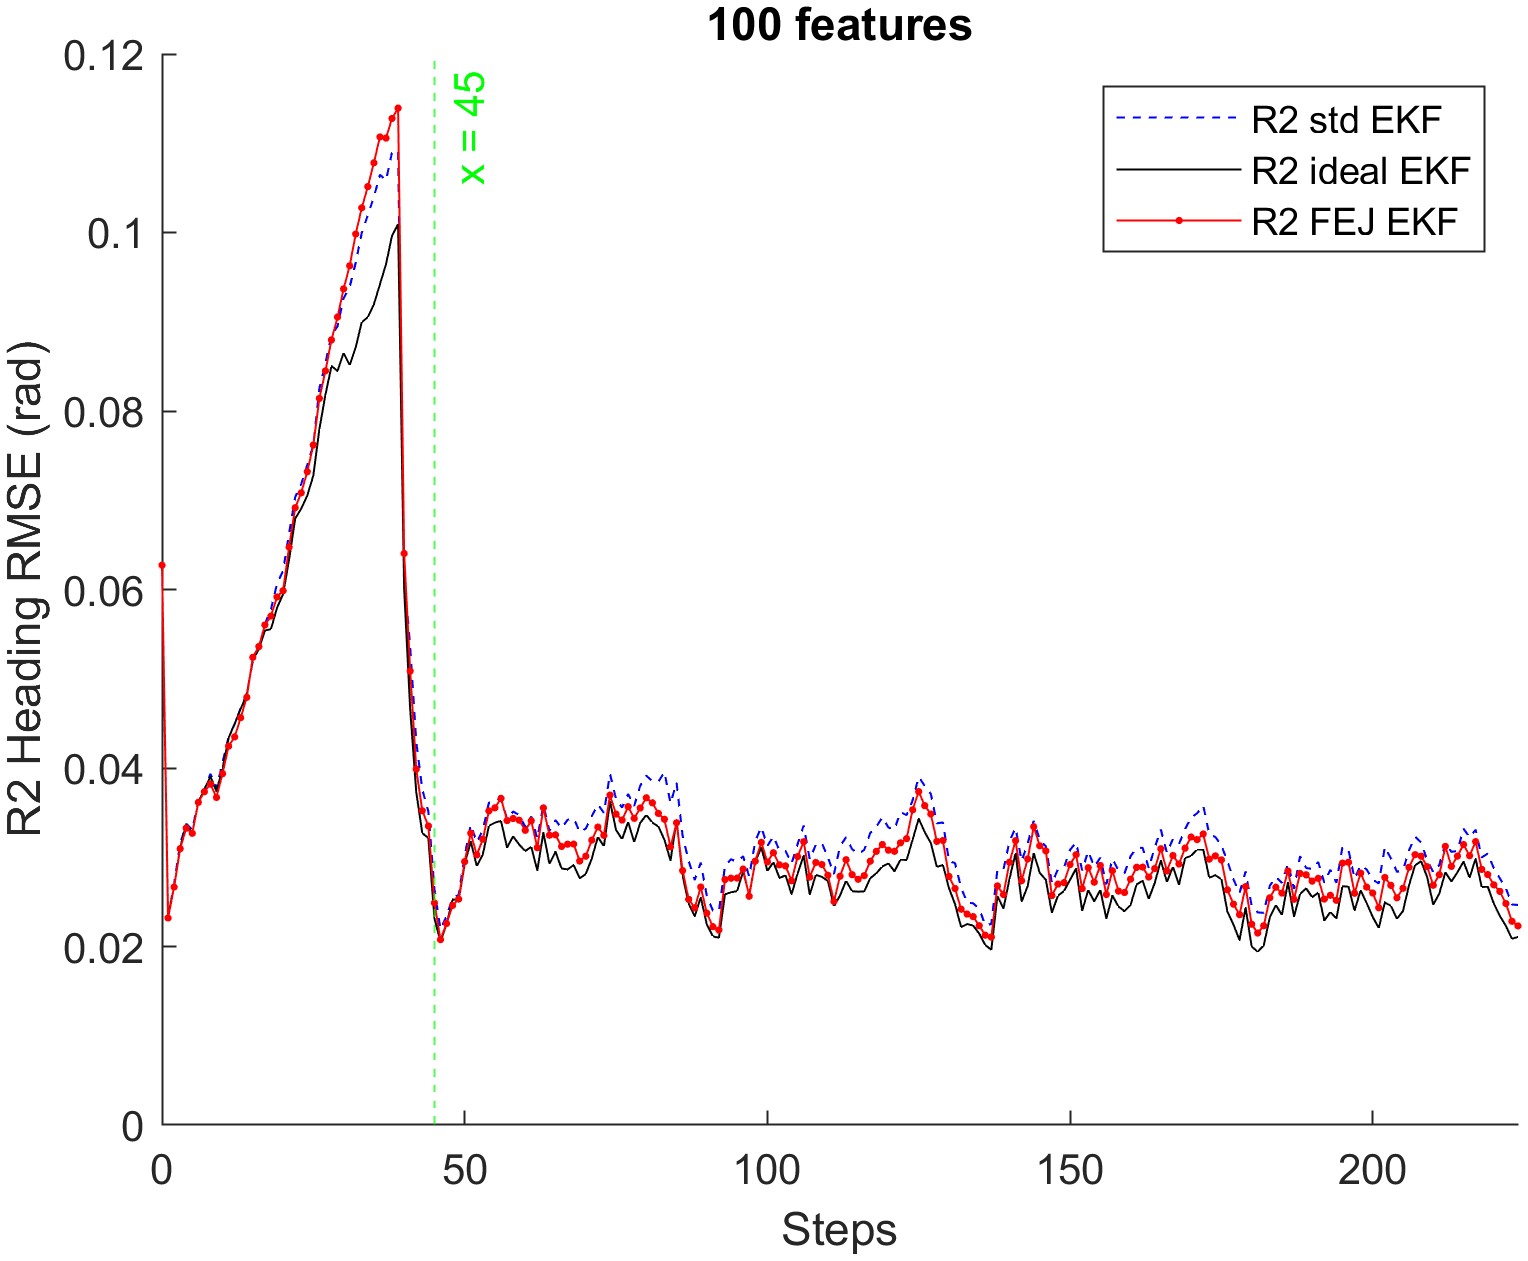 100 features
0.12
0.1
0.08
0.06
0.04
0.02
0
R2 Heading RMSE (rad)
x = 45
R2 std EKF
R2 ideal EKF
R2 FEJ EKF
0 50 100 150 200
Steps